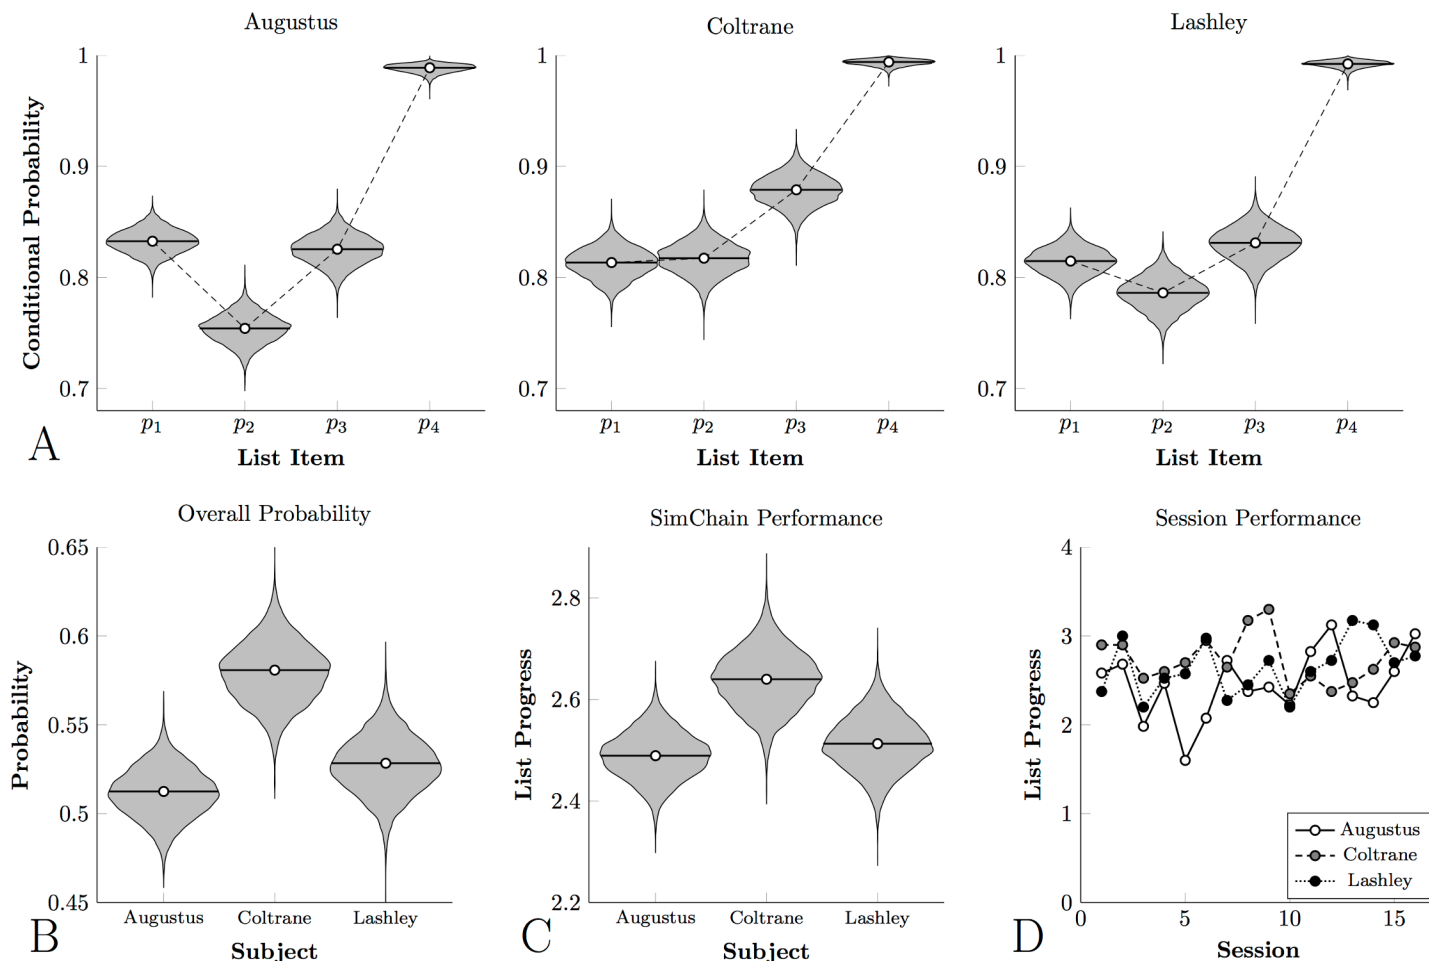 Augustus
Coltrane
Lashley
Conditional Probability
1
0.9
0.8
0.7
p1 p2 p3 p4
List Item
1
0.9
0.8
0.7
p1 p2 p3 p4
List Item
1
0.9
0.8
0.7
p1 p2 p3 p4
List Item
A
Overall Probability
Probability
0.65
0.6
0.55
0.5
0.45
Augustus Coltrane Lashley
Subject
B
SimChain Performance
List Progress
2.8
2.6
2.4
2.2
Augustus Coltrane Lashley
Subject
C
Session Performance
List Progress
4
3
2
1
0
0 5 10 15
Session
Augustus
Coltrane
Lashley
D